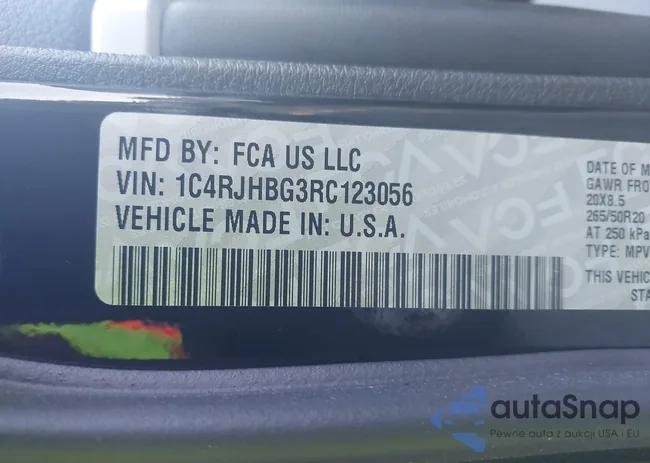 MFD BY: FCA US LLC
VIN: 1C4RJHBG3RC123056
VEHICLE MADE IN: U.S.A.
DATE OF M
GAWR FRO
20X8.5
265/50R20
AT 250 kPa
TYPE: MPV
THIS VEHIC
STA
autoSnap
Pewne auta z aukcji USA i EU